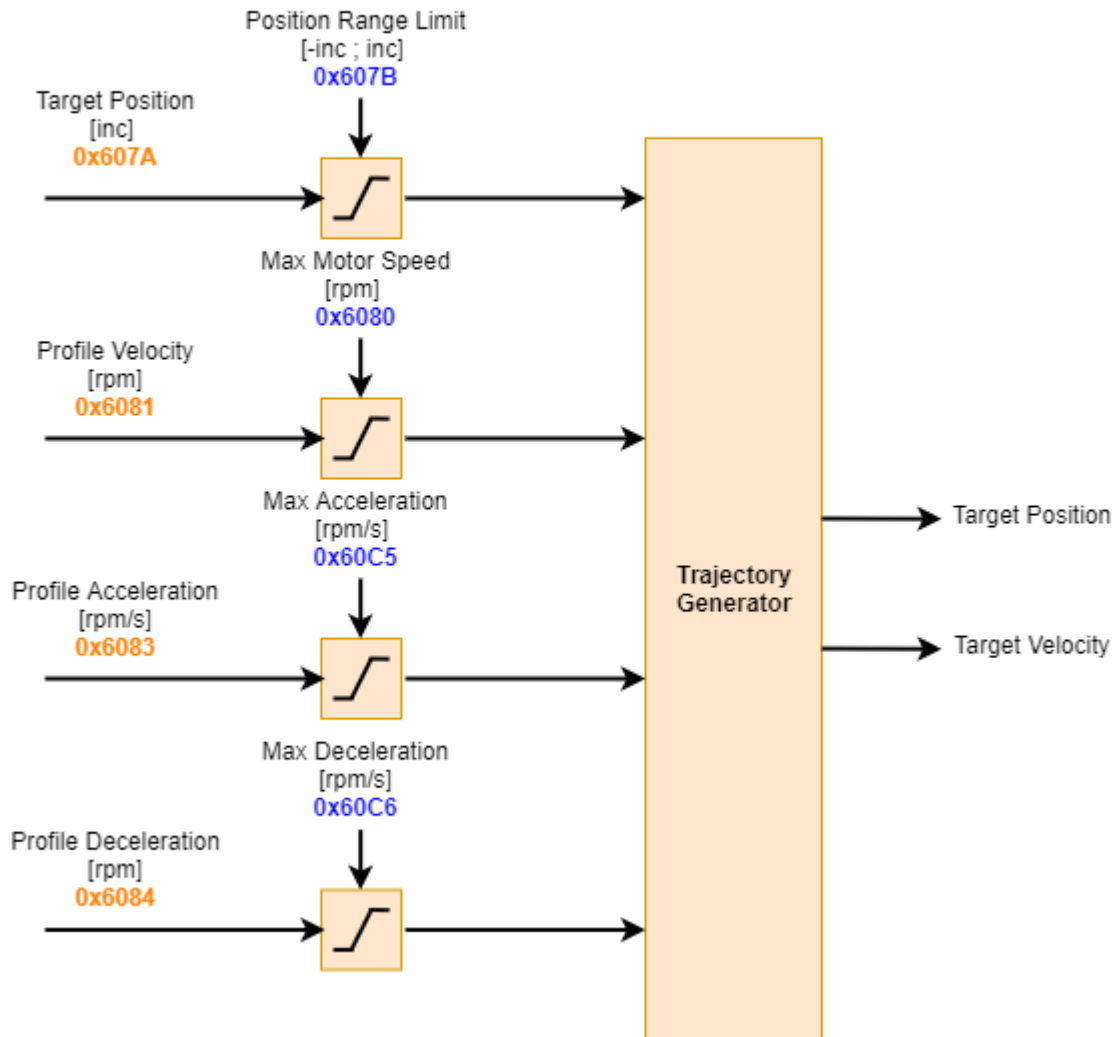 Position Range Limit
[-inc ; inc]
0x607B
Target Position
[inc]
0x607A
Max Motor Speed
[rpm]
0x6080
Profile Velocity
[rpm]
0x6081
Max Acceleration
[rpm/s]
0x60C5
Profile Acceleration
[rpm/s]
0x6083
Max Deceleration
[rpm/s]
0x60C6
Profile Deceleration
[rpm]
0x6084
Trajectory
Generator
Target Position
Target Velocity